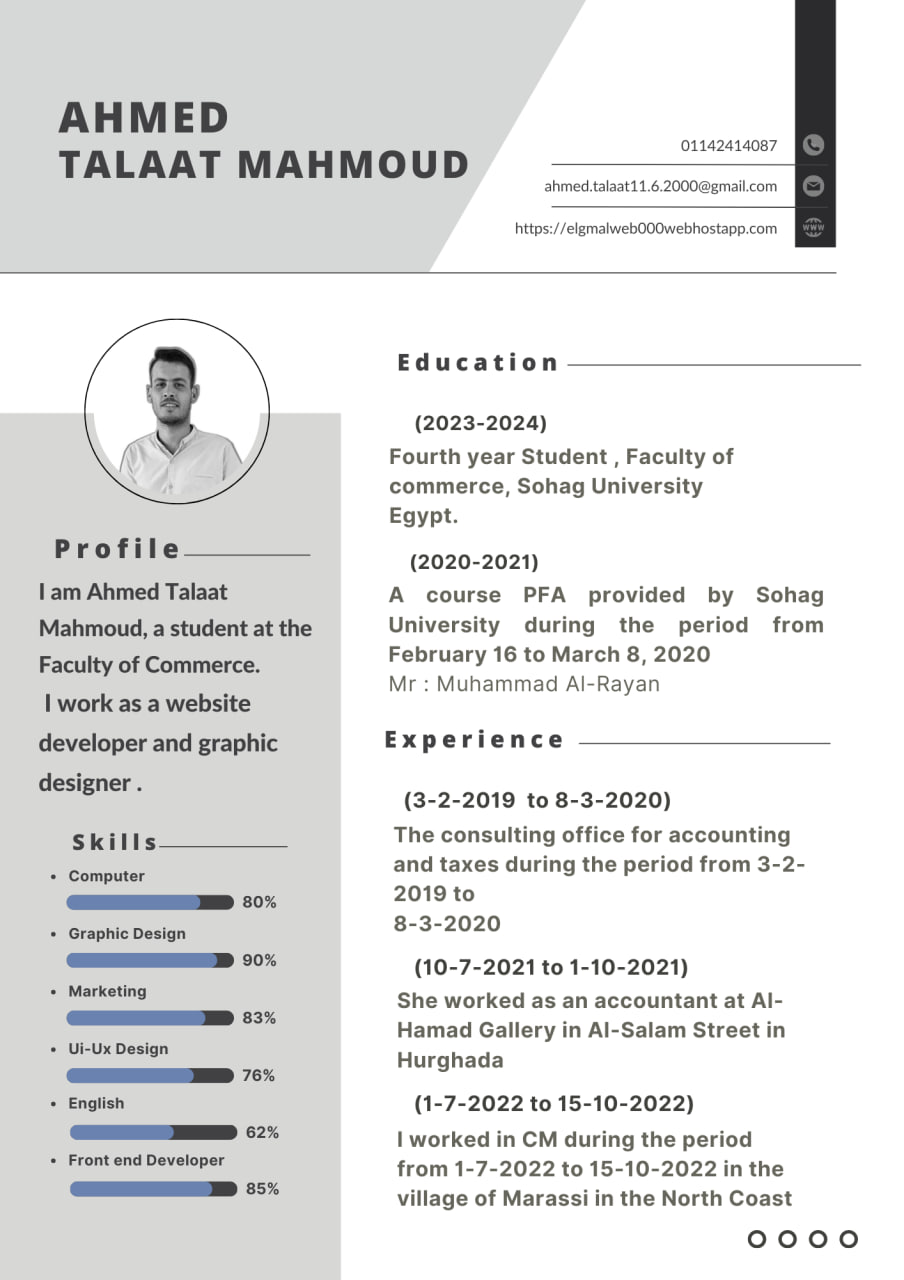 AHMED
TALAAT MAHMOUD
01142414087
ahmed.talaat11.6.2000@gmail.com
https://elgmalweb000webhostapp.com
WWW
Profile
I am Ahmed Talaat
Mahmoud, a student at the
Faculty of Commerce.
I work as a website
developer and graphic
designer .
Skills
• Computer
80%
• Graphic Design
90%
• Marketing
83%
• Ui-Ux Design
76%
• English
62%
• Front end Developer
85%
Education
(2023-2024)
Fourth year Student , Faculty of
commerce, Sohag University
Egypt.
(2020-2021)
A course PFA provided by Sohag
University during the period from
February 16 to March 8, 2020
Mr : Muhammad Al-Rayan
Experience
(3-2-2019 to 8-3-2020)
The consulting office for accounting
and taxes during the period from 3-2-
2019 to
8-3-2020
(10-7-2021 to 1-10-2021)
She worked as an accountant at Al-
Hamad Gallery in Al-Salam Street in
Hurghada
(1-7-2022 to 15-10-2022)
I worked in CM during the period
from 1-7-2022 to 15-10-2022 in the
village of Marassi in the North Coast